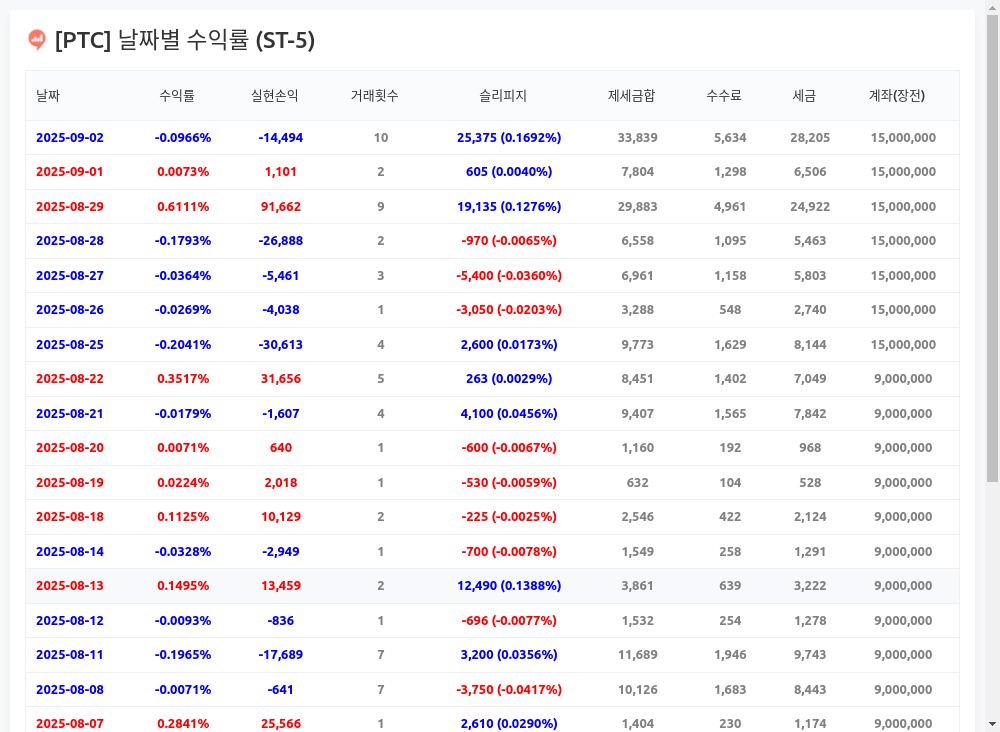 [PTC] 날짜별 수익률 (ST-5)
날짜 수익률 실현손익 거래횟수 슬리피지 제세금합 수수료 세금 계좌(장전)
2025-09-02 -0.0966% -14,494 10 25,375 (0.1692%) 33,839 5,634 28,205 15,000,000
2025-09-01 0.0073% 1,101 2 605 (0.0040%) 7,804 1,298 6,506 15,000,000
2025-08-29 0.6111% 91,662 9 19,135 (0.1276%) 29,883 4,961 24,922 15,000,000
2025-08-28 -0.1793% -26,888 2 -970 (-0.0065%) 6,558 1,095 5,463 15,000,000
2025-08-27 -0.0364% -5,461 3 -5,400 (-0.0360%) 6,961 1,158 5,803 15,000,000
2025-08-26 -0.0269% -4,038 1 -3,050 (-0.0203%) 3,288 548 2,740 15,000,000
2025-08-25 -0.2041% -30,613 4 2,600 (0.0173%) 9,773 1,629 8,144 15,000,000
2025-08-22 0.3517% 31,656 5 263 (0.0029%) 8,451 1,402 7,049 9,000,000
2025-08-21 -0.0179% -1,607 4 4,100 (0.0456%) 9,407 1,565 7,842 9,000,000
2025-08-20 0.0071% 640 1 -600 (-0.0067%) 1,160 192 968 9,000,000
2025-08-19 0.0224% 2,018 1 -530 (-0.0059%) 632 104 528 9,000,000
2025-08-18 0.1125% 10,129 2 -225 (-0.0025%) 2,546 422 2,124 9,000,000
2025-08-14 -0.0328% -2,949 1 -700 (-0.0078%) 1,549 258 1,291 9,000,000
2025-08-13 0.1495% 13,459 2 12,490 (0.1388%) 3,861 639 3,222 9,000,000
2025-08-12 -0.0093% -836 1 -696 (-0.0077%) 1,532 254 1,278 9,000,000
2025-08-11 -0.1965% -17,689 7 3,200 (0.0356%) 11,689 1,946 9,743 9,000,000
2025-08-08 -0.0071% -641 7 -3,750 (-0.0417%) 10,126 1,683 8,443 9,000,000
2025-08-07 0.2841% 25,566 1 2,610 (0.0290%) 1,404 230 1,174 9,000,000